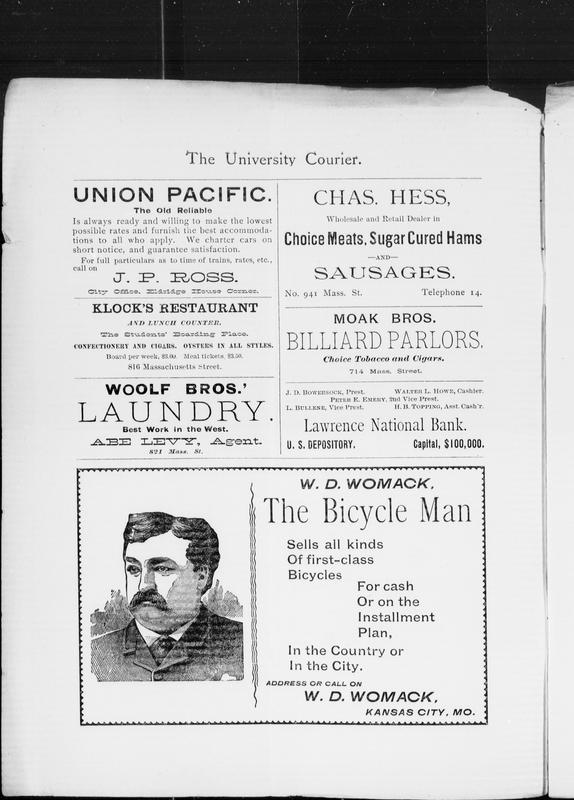 The University Courier.
UNION PACIFIC.
The Old Reliable
Is always ready and willing to make the lowest
possible rates and furnish the best accommoda-
tions to all who apply. We charter cars on
short notice, and guarantee satisfaction.
For full particulars as to time of trains, rates, etc.,
call on
J. P. ROSS.
City Office. Eldridge House Corner.
KLOCK'S RESTAURANT
AND LUNCH COUNTER.
The Students' Boarding Place.
CONFECTIONERY AND CIGARS. OYSTERS IN ALL STYLES.
Board per week, $3.00. Meal tickets, $3.50.
816 Massachusetts Street.
WOOLF BROS.'
LAUNDRY.
Best Work in the West.
ABE LEVY, Agent.
821 Mass. St.
CHAS. HESS,
Wholesale and Retail Dealer in
Choice Meats, Sugar Cured Hams
—AND—
SAUSAGES.
No. 941 Mass. St. Telephone 14.
MOAK BROS.
BILLIARD PARLORS.
Choice Tobacco and Cigars.
714 Mass. Street.
J. D. BOWERSOCK, Prest. WALTER L. HOWE, Cashier.
PETER E. EMERY, 2nd Vice Prest.
L. BULLENE, Vice Prest. H. B. TOPPING, Asst. Cash'r.
Lawrence National Bank.
U. S. DEPOSITORY. Capital, $100,000.
W. D. WOMACK,
The Bicycle Man
Sells all kinds
Of first-class
Bicycles
For cash
Or on the
Installment
Plan,
In the Country or
In the City.
ADDRESS OR CALL ON
W. D. WOMACK,
KANSAS CITY, MO.